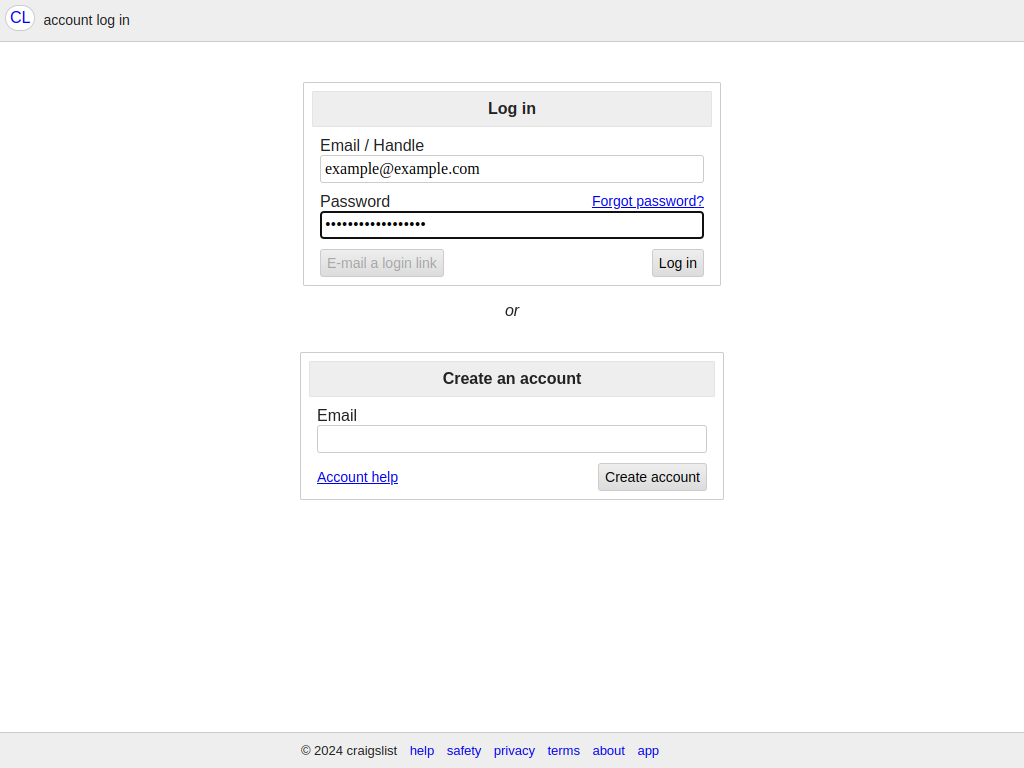 CL account log in
Log in
Email / Handle
example@example.com
Password Forgot password?
••••••••••••••••••
E-mail a login link Log in
or
Create an account
Email
Account help Create account
© 2024 craigslist help safety privacy terms about app